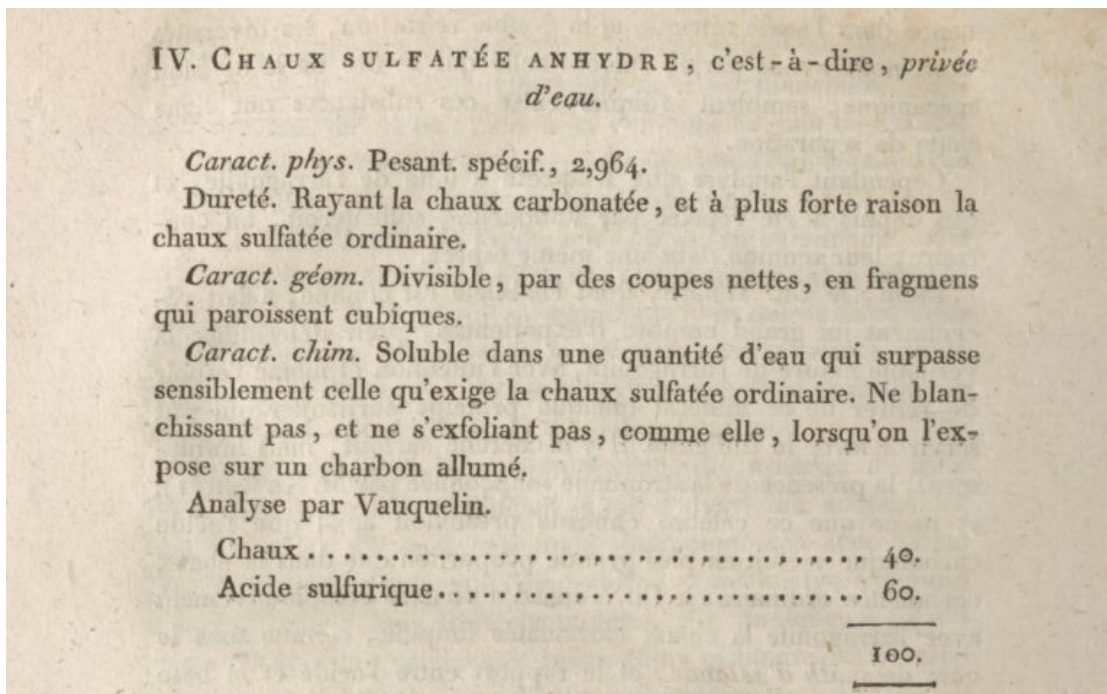 IV. CHAUX SULFATÉE ANHYDRE, c'est-à-dire, privée
d'eau.
Caract. phys. Pesant. spécif., 2,964.
Dureté. Rayant la chaux carbonatée, et à plus forte raison la
chaux sulfatée ordinaire.
Caract. géom. Divisible, par des coupes nettes, en fragmens
qui paroissent cubiques.
Caract. chim. Soluble dans une quantité d'eau qui surpasse
sensiblement celle qu'exige la chaux sulfatée ordinaire. Ne blan-
chissant pas, et ne s'exfoliant pas, comme elle, lorsqu'on l'ex-
pose sur un charbon allumé.
Analyse par Vauquelin.
Chaux........................................ 40.
Acide sulfurique.............................. 60.
100.